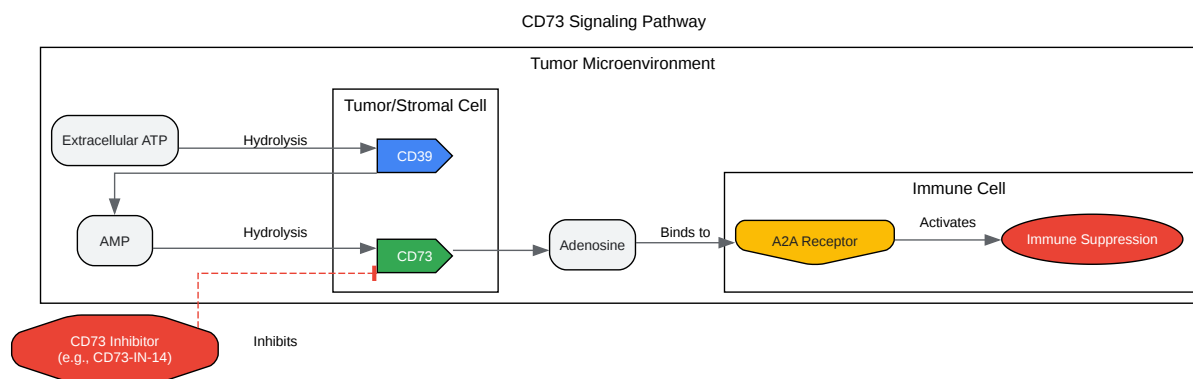 CD73 Signaling Pathway
Tumor Microenvironment
Tumor/Stromal Cell
Extracellular ATP
Hydrolysis
CD39
AMP
Hydrolysis
CD73
Adenosine
Binds to
Immune Cell
A2A Receptor
Activates
Immune Suppression
CD73 Inhibitor
(e.g., CD73-IN-14)
Inhibits